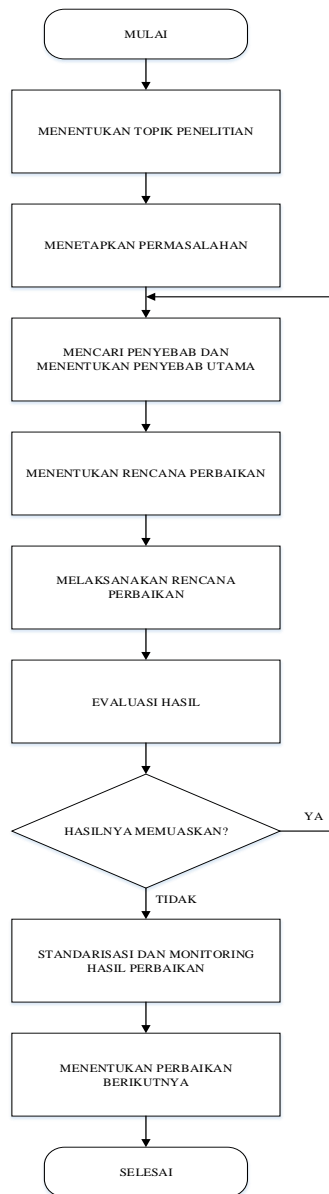 MULAI
MENENTUKAN TOPIK PENELITIAN
MENETAPKAN PERMASALAHAN
MENCARI PENYEBAB DAN
MENENTUKAN PENYEBAB UTAMA
MENENTUKAN RENCANA PERBAIKAN
MELAKSANAKAN RENCANA
PERBAIKAN
EVALUASI HASIL
HASILNYA MEMUASKAN?
YA
TIDAK
STANDARISASI DAN MONITORING
HASIL PERBAIKAN
MENENTUKAN PERBAIKAN
BERIKUTNYA
SELESAI